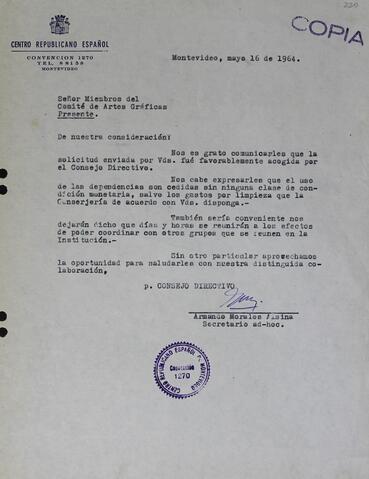 220
COPIA
CENTRO REPUBLICANO ESPAÑOL
CONVENCION 1270
TEL. 88158
MONTEVIDEO
Montevideo, mayo 16 de 1964.
Señor Miembros del
Comité de Artes Gráficas
Presente.
De nuestra consideración:
Nos es grato comunicarles que la
solicitud enviada por Vds. fué favorablemente acogida
por el Consejo Directivo.
Nos cabe expresarles que el uso
de las dependencias son cedidas sin ninguna clase de con-
dición monetaria, salvo los gastos por limpieza que la
Conserjería de acuerdo con Vds. disponga.-
También sería conveniente nos
dejarán dicho que días y horas se reunirán a los efectos
de poder coordinar con otros grupos que se reunen en la
Institución.-
Sin otro particular aprovechamos
la oportunidad para saludarles con nuestra distinguida co-
laboración,
p. CONSEJO DIRECTIVO
Armando Morales Alsina
Secretario ad-hoc.
CENTRO REPUBLICANO ESPAÑOL DE MONTEVIDEO
Convención
1270